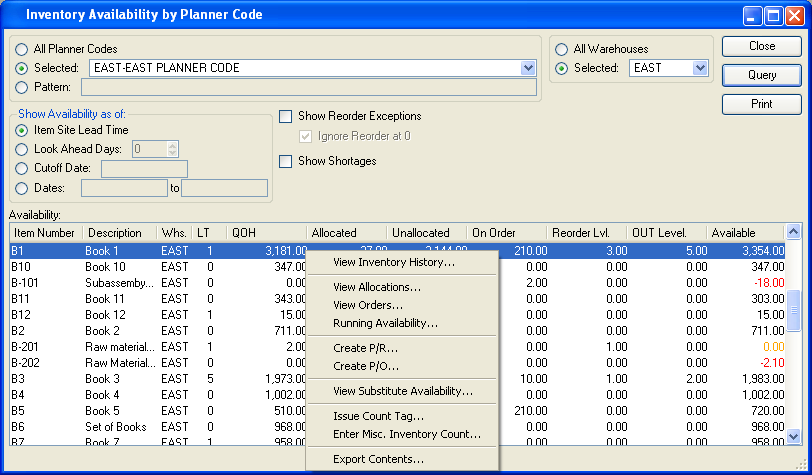 Inventory Availability by Planner Code
All Planner Codes
Selected: EAST-EAST PLANNER CODE
Pattern:
All Warehouses
Selected: EAST
Close
Query
Print
Show Availability as of:
Item Site Lead Time
Look Ahead Days: 0
Cutoff Date:
Dates: to
Show Reorder Exceptions
Ignore Reorder at 0
Show Shortages
Availability:
Item Number Description Whs. LT QOH Allocated Unallocated On Order Reorder Lvl. OUT Level. Available
B1 Book 1 EAST 1 3,181.00 37.00 3,144.00 210.00 3.00 5.00 3,354.00
B10 Book 10 EAST 0 347.00 0.00 0.00 0.00 347.00
B-101 Subassemby... EAST 0 0.00 2.00 0.00 0.00 -18.00
B11 Book 11 EAST 0 343.00 0.00 0.00 0.00 303.00
B12 Book 12 EAST 1 15.00 0.00 0.00 0.00 15.00
B2 Book 2 EAST 0 711.00 0.00 0.00 0.00 711.00
B-201 Raw material... EAST 1 2.00 0.00 1.00 0.00 0.00
B-202 Raw Material... EAST 0 0.00 0.00 0.00 0.00 -2.10
B3 Book 3 EAST 5 1,973.00 10.00 1.00 2.00 1,983.00
B4 Book 4 EAST 0 1,002.00 0.00 0.00 0.00 1,002.00
B5 Book 5 EAST 0 510.00 210.00 0.00 0.00 720.00
B6 Set of Books EAST 0 968.00 0.00 0.00 0.00 968.00
B7 Book 7 EAST 1 958.00 0.00 0.00 0.00 958.00
View Inventory History...
View Allocations...
View Orders...
Running Availability...
Create P/R...
Create P/O...
View Substitute Availability...
Issue Count Tag...
Enter Misc. Inventory Count...
Export Contents...